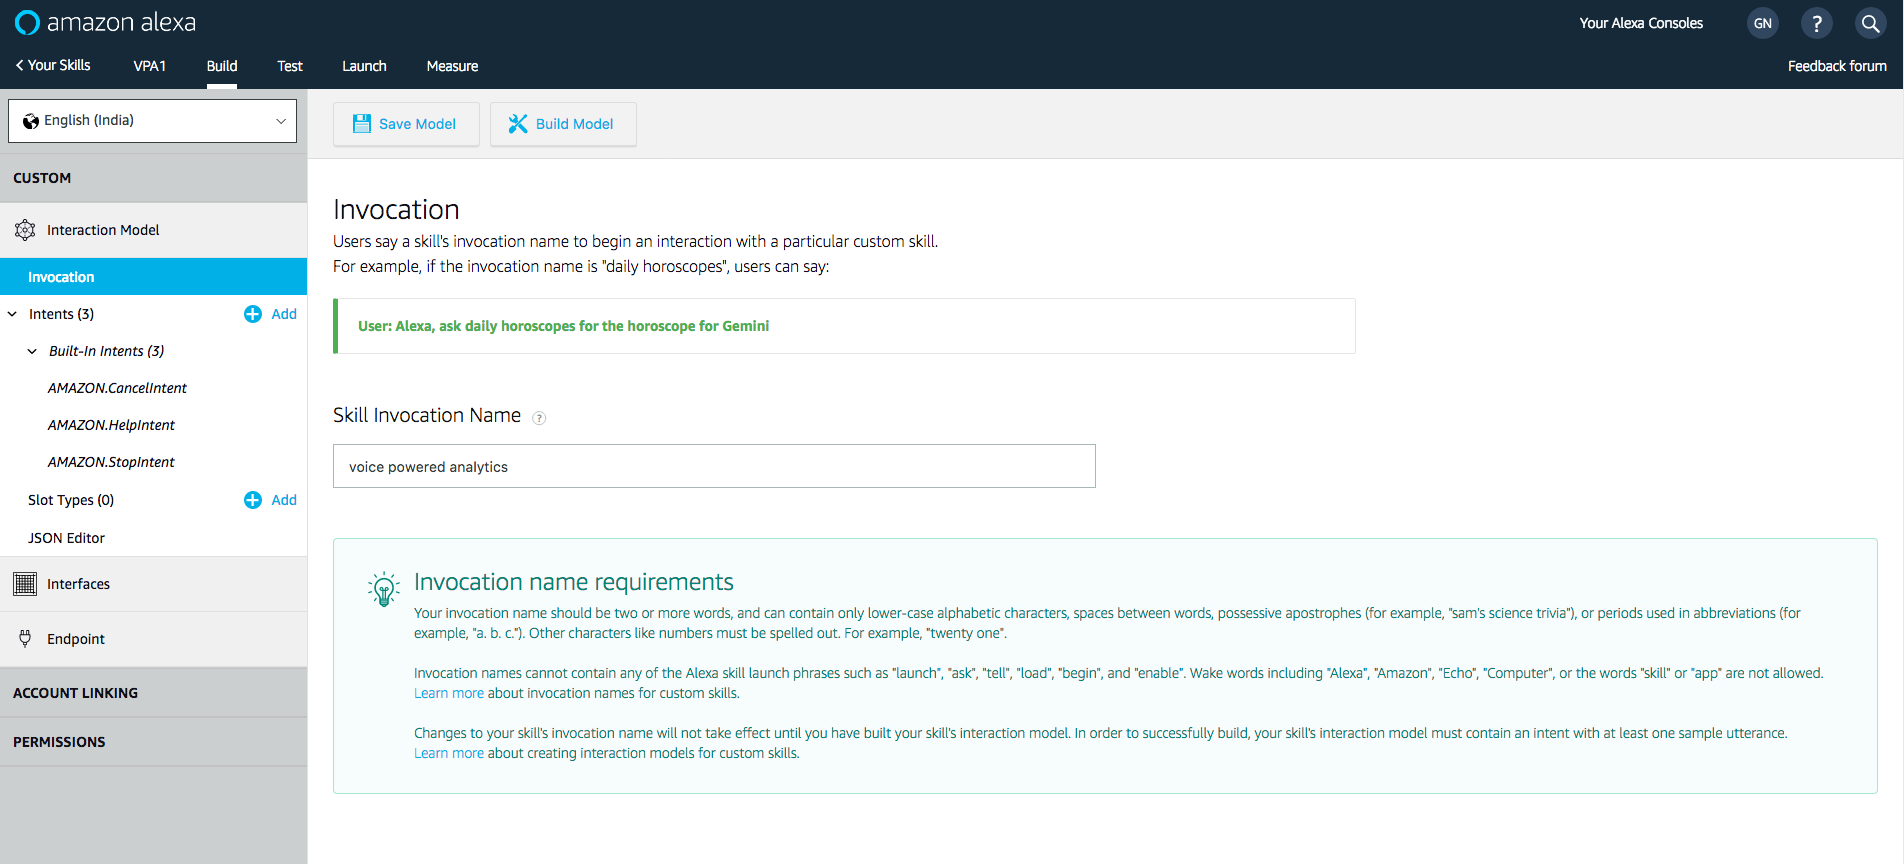 amazon alexa
Your Alexa Consoles
GN
?
< Your Skills
VPA1
Build
Test
Launch
Measure
Feedback forum
English (India)
Save Model
Build Model
CUSTOM
Interaction Model
Invocation
Intents (3)
Add
Built-In Intents (3)
AMAZON.CancelIntent
AMAZON.HelpIntent
AMAZON.StopIntent
Slot Types (0)
Add
JSON Editor
Interfaces
Endpoint
ACCOUNT LINKING
PERMISSIONS
Invocation
Users say a skill's invocation name to begin an interaction with a particular custom skill.
For example, if the invocation name is "daily horoscopes", users can say:
User: Alexa, ask daily horoscopes for the horoscope for Gemini
Skill Invocation Name ?
voice powered analytics
Invocation name requirements
Your invocation name should be two or more words, and can contain only lower-case alphabetic characters, spaces between words, possessive apostrophes (for example, "sam's science trivia"), or periods used in abbreviations (for
example, "a. b. c."). Other characters like numbers must be spelled out. For example, "twenty one".
Invocation names cannot contain any of the Alexa skill launch phrases such as "launch", "ask", "tell", "load", "begin", and "enable". Wake words including "Alexa", "Amazon", "Echo", "Computer", or the words "skill" or "app" are not allowed.
Learn more about invocation names for custom skills.
Changes to your skill's invocation name will not take effect until you have built your skill's interaction model. In order to successfully build, your skill's interaction model must contain an intent with at least one sample utterance.
Learn more about creating interaction models for custom skills.